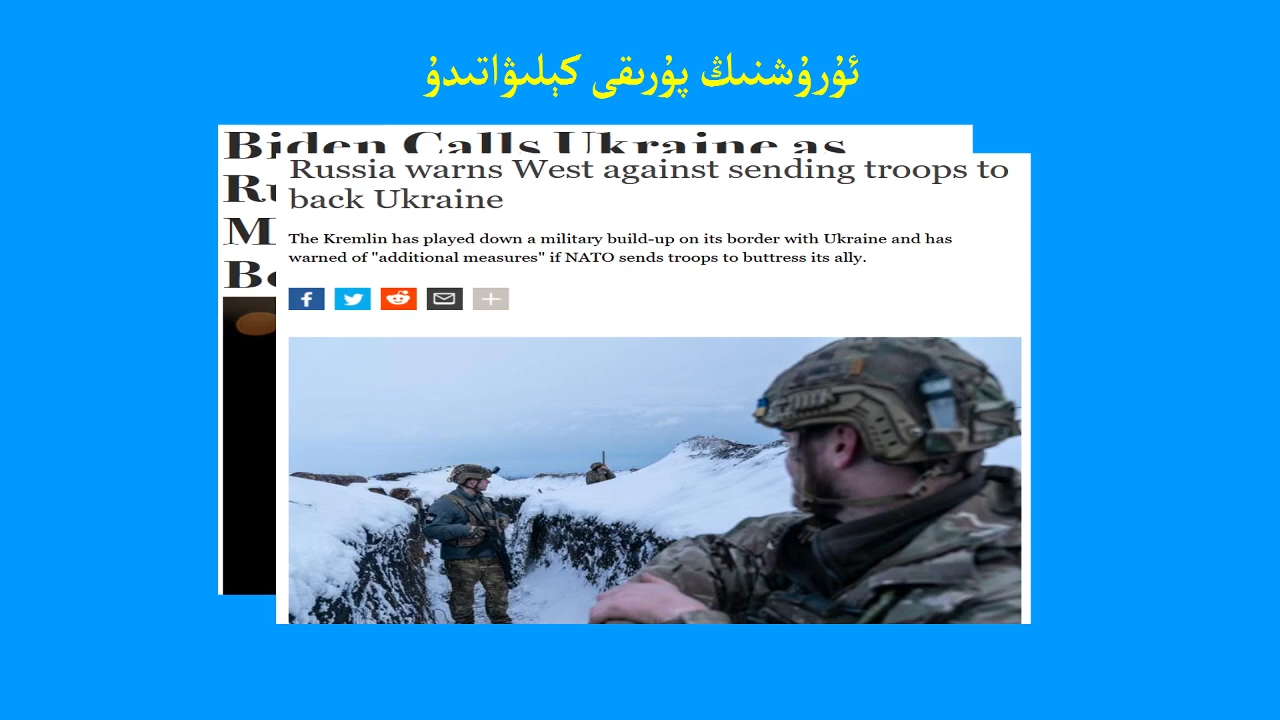 ئۇرۇشنىڭ پۇرىقى كېلىۋاتىدۇ
Biden Calls Ukraine as
Russia warns West against sending troops to
back Ukraine
The Kremlin has played down a military build-up on its border with Ukraine and has
warned of "additional measures" if NATO sends troops to buttress its ally.